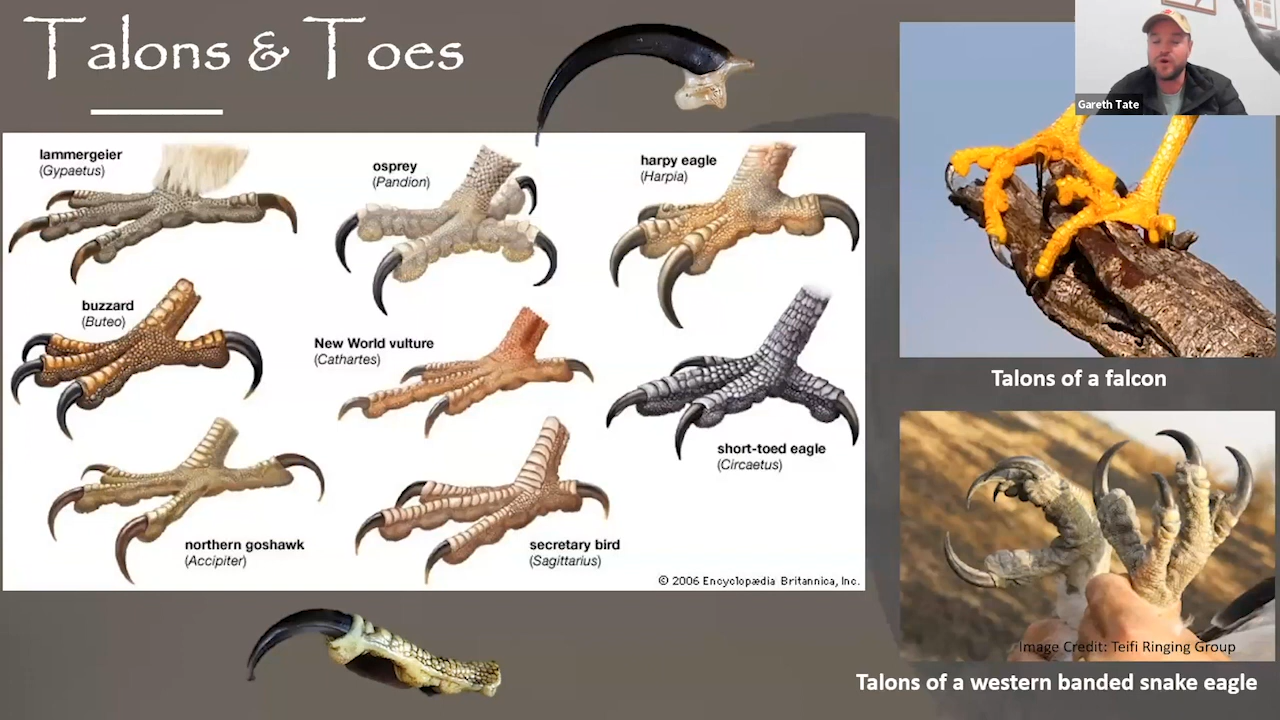 Talons & Toes
Gareth Tate
lammergeier
(Gypaetus)
osprey
(Pandion)
harpy eagle
(Harpia)
buzzard
(Buteo)
New World vulture
(Cathartes)
short-toed eagle
(Circaetus)
northern goshawk
(Accipiter)
secretary bird
(Sagittarius)
© 2006 Encyclopædia Britannica, Inc.
Talons of a falcon
Image Credit: Teifi Ringing Group
Talons of a western banded snake eagle